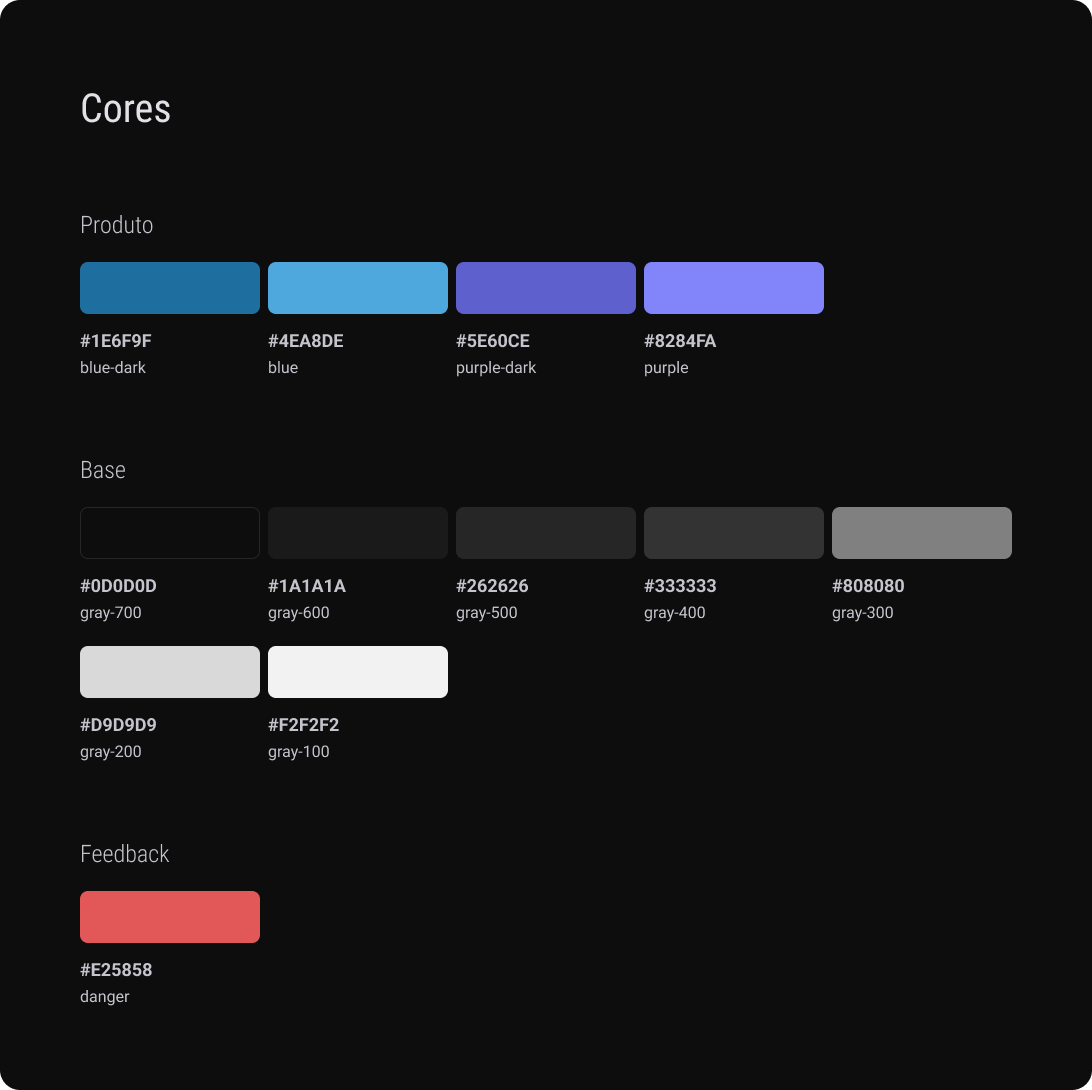 Cores
Produto
#1E6F9F #4EA8DE #5E60CE #8284FA
blue-dark blue purple-dark purple
Base
#0D0D0D #1A1A1A #262626 #333333 #808080
gray-700 gray-600 gray-500 gray-400 gray-300
#D9D9D9 #F2F2F2
gray-200 gray-100
Feedback
#E25858
danger